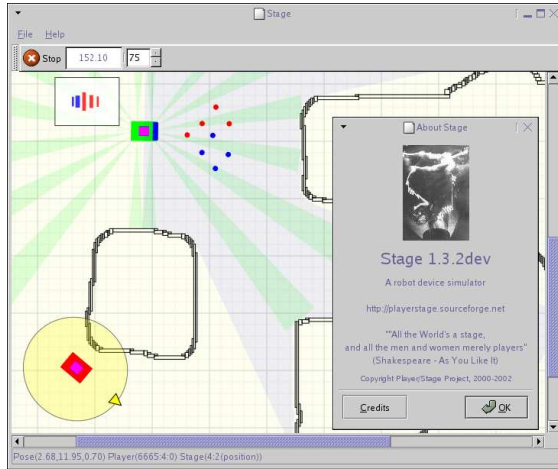 Stage
File Help
Stop 152.10 75
About Stage
Stage 1.3.2dev
A robot device simulator
http://playerstage.sourceforge.net
""All the World's a stage,
and all the men and women merely players"
(Shakespeare - As You Like It)
Copyright Player/Stage Project, 2000-2002
Credits OK
Pose(2.68,11.95,0.70) Player(6665:4:0) Stage(4:2(position))